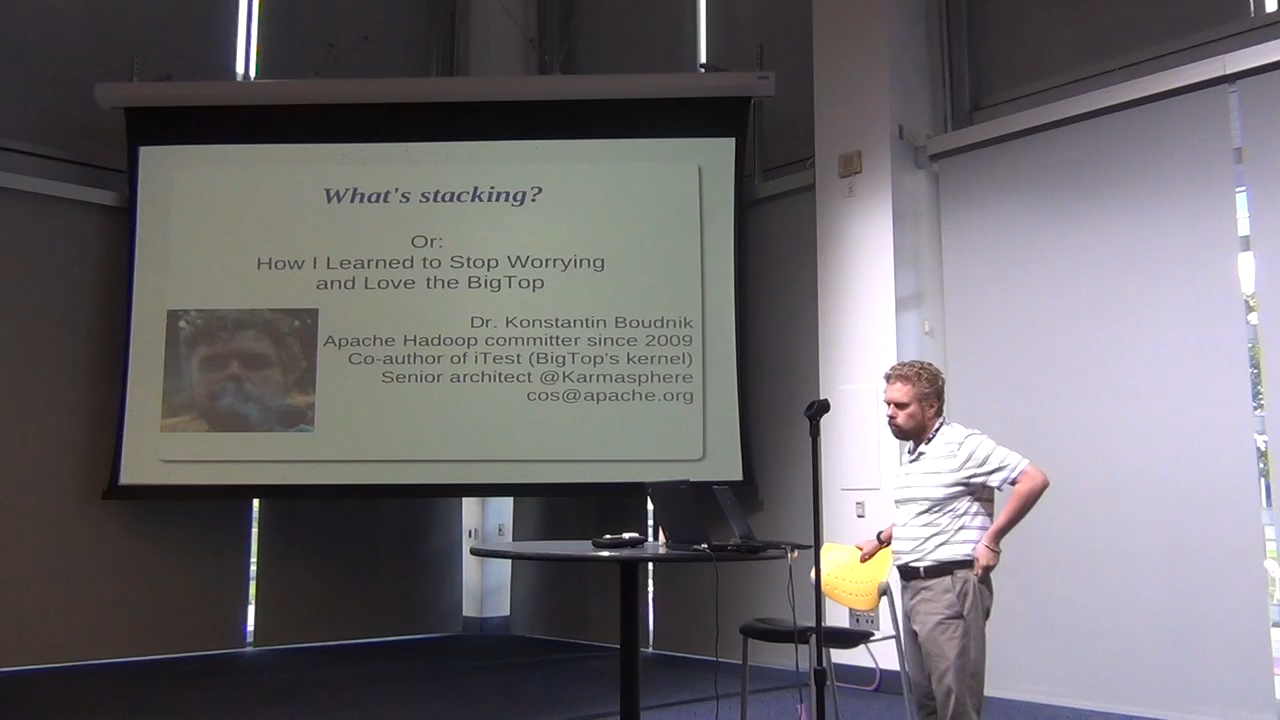 What's stacking?
Or:
How I Learned to Stop Worrying
and Love the BigTop
Dr. Konstantin Boudnik
Apache Hadoop committer since 2009
Co-author of iTest (BigTop's kernel)
Senior architect @Karmasphere
cos@apache.org